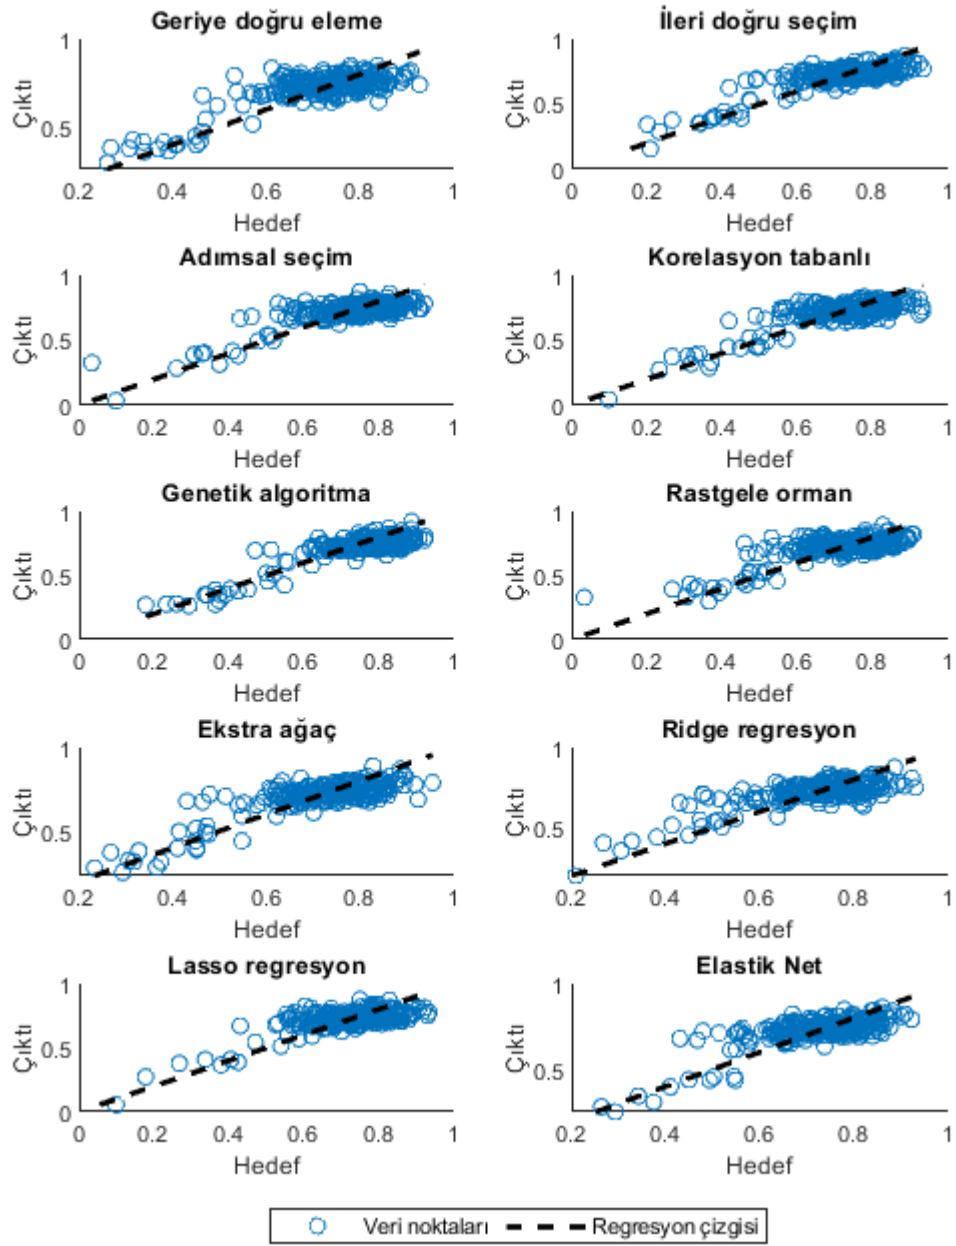 Geriye doğru eleme
İleri doğru seçim
1
0.5
Çıktı
0.2 0.4 0.6 0.8 1
Hedef
1
0.5
0
Çıktı
0 0.2 0.4 0.6 0.8 1
Hedef
Adımsal seçim
Korelasyon tabanlı
1
0.5
0
Çıktı
0 0.2 0.4 0.6 0.8 1
Hedef
1
0.5
0
Çıktı
0 0.2 0.4 0.6 0.8 1
Hedef
Genetik algoritma
Rastgele orman
1
0.5
0
Çıktı
0 0.2 0.4 0.6 0.8 1
Hedef
1
0.5
0
Çıktı
0 0.2 0.4 0.6 0.8 1
Hedef
Ekstra ağaç
Ridge regresyon
1
0.5
Çıktı
0.2 0.4 0.6 0.8 1
Hedef
1
0.5
Çıktı
0.2 0.4 0.6 0.8 1
Hedef
Lasso regresyon
Elastik Net
1
0.5
0
Çıktı
0 0.2 0.4 0.6 0.8 1
Hedef
1
0.5
Çıktı
0.2 0.4 0.6 0.8 1
Hedef
Veri noktaları
Regresyon çizgisi